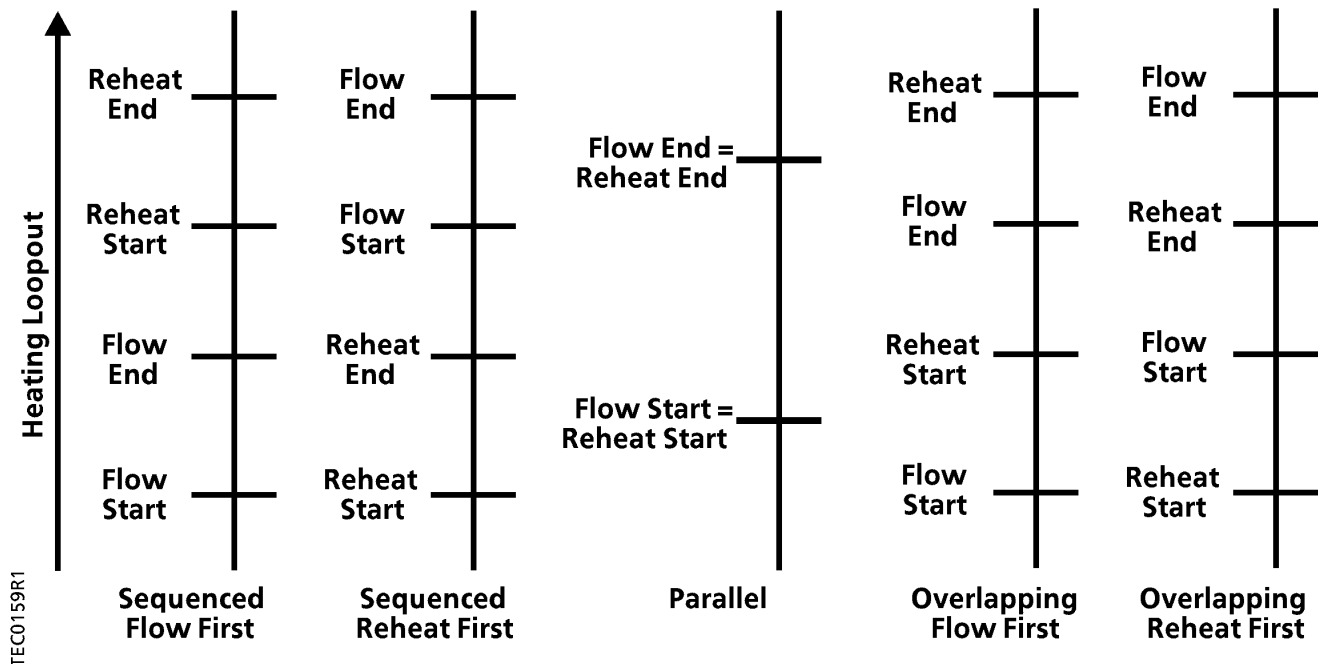 Heating Loopout
Reheat
End
Reheat
Start
Flow
End
Flow
Start
Sequenced
Flow First
Flow
End
Flow
Start
Reheat
End
Reheat
Start
Sequenced
Reheat First
Flow End =
Reheat End
Flow Start =
Reheat Start
Parallel
Reheat
End
Flow
End
Reheat
Start
Flow
Start
Overlapping
Flow First
Flow
End
Reheat
End
Flow
Start
Reheat
Start
Overlapping
Reheat First
TEC0159R1